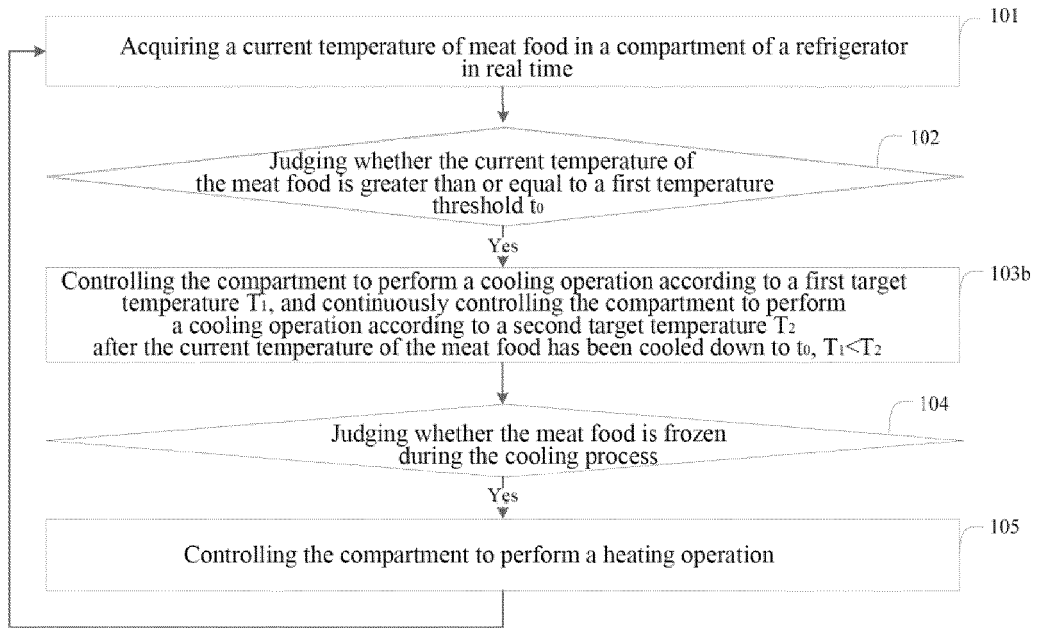 101
Acquiring a current temperature of meat food in a compartment of a refrigerator
in real time
102
Judging whether the current temperature of
the meat food is greater than or equal to a first temperature
threshold t₀
Yes
103b
Controlling the compartment to perform a cooling operation according to a first target
temperature T₁, and continuously controlling the compartment to perform
a cooling operation according to a second target temperature T₂
after the current temperature of the meat food has been cooled down to t₀, T₁<T₂
104
Judging whether the meat food is frozen
during the cooling process
Yes
105
Controlling the compartment to perform a heating operation